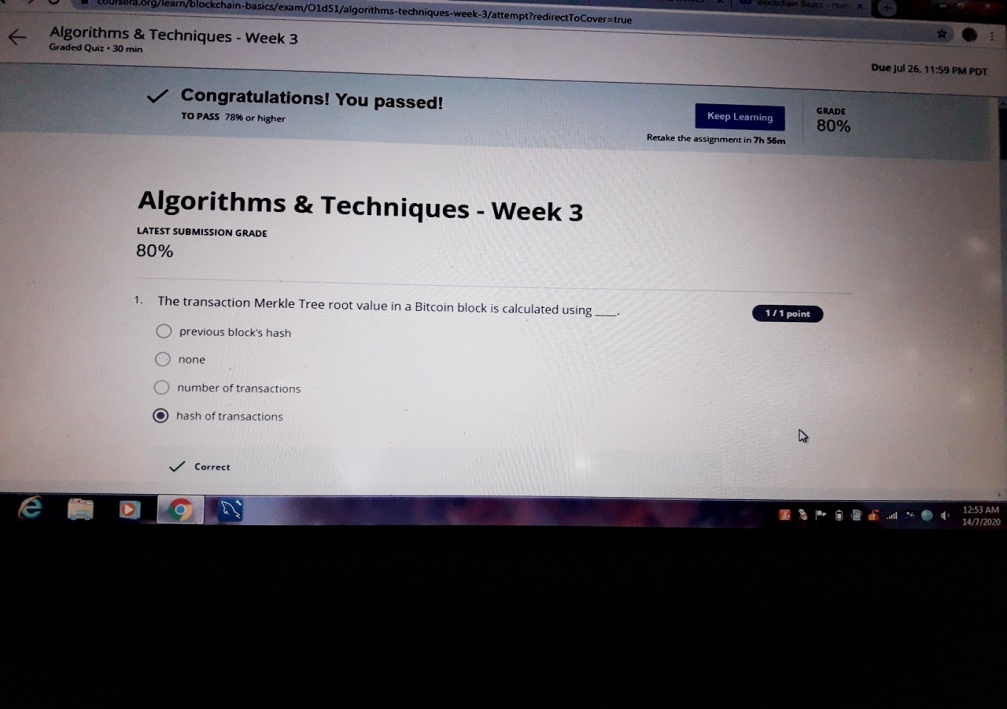 coursera.org/learn/blockchain-basics/exam/O1d51/algorithms-techniques-week-3/attempt?redirectToCover=true
Algorithms & Techniques - Week 3
Graded Quiz • 30 min
Due Jul 26, 11:59 PM PDT
Congratulations! You passed!
TO PASS 78% or higher
Keep Learning
Retake the assignment in 7h 56m
GRADE
80%
Algorithms & Techniques - Week 3
LATEST SUBMISSION GRADE
80%
1. The transaction Merkle Tree root value in a Bitcoin block is calculated using ____.
1 / 1 point
previous block's hash
none
number of transactions
hash of transactions
Correct
12:53 AM
14/7/2020